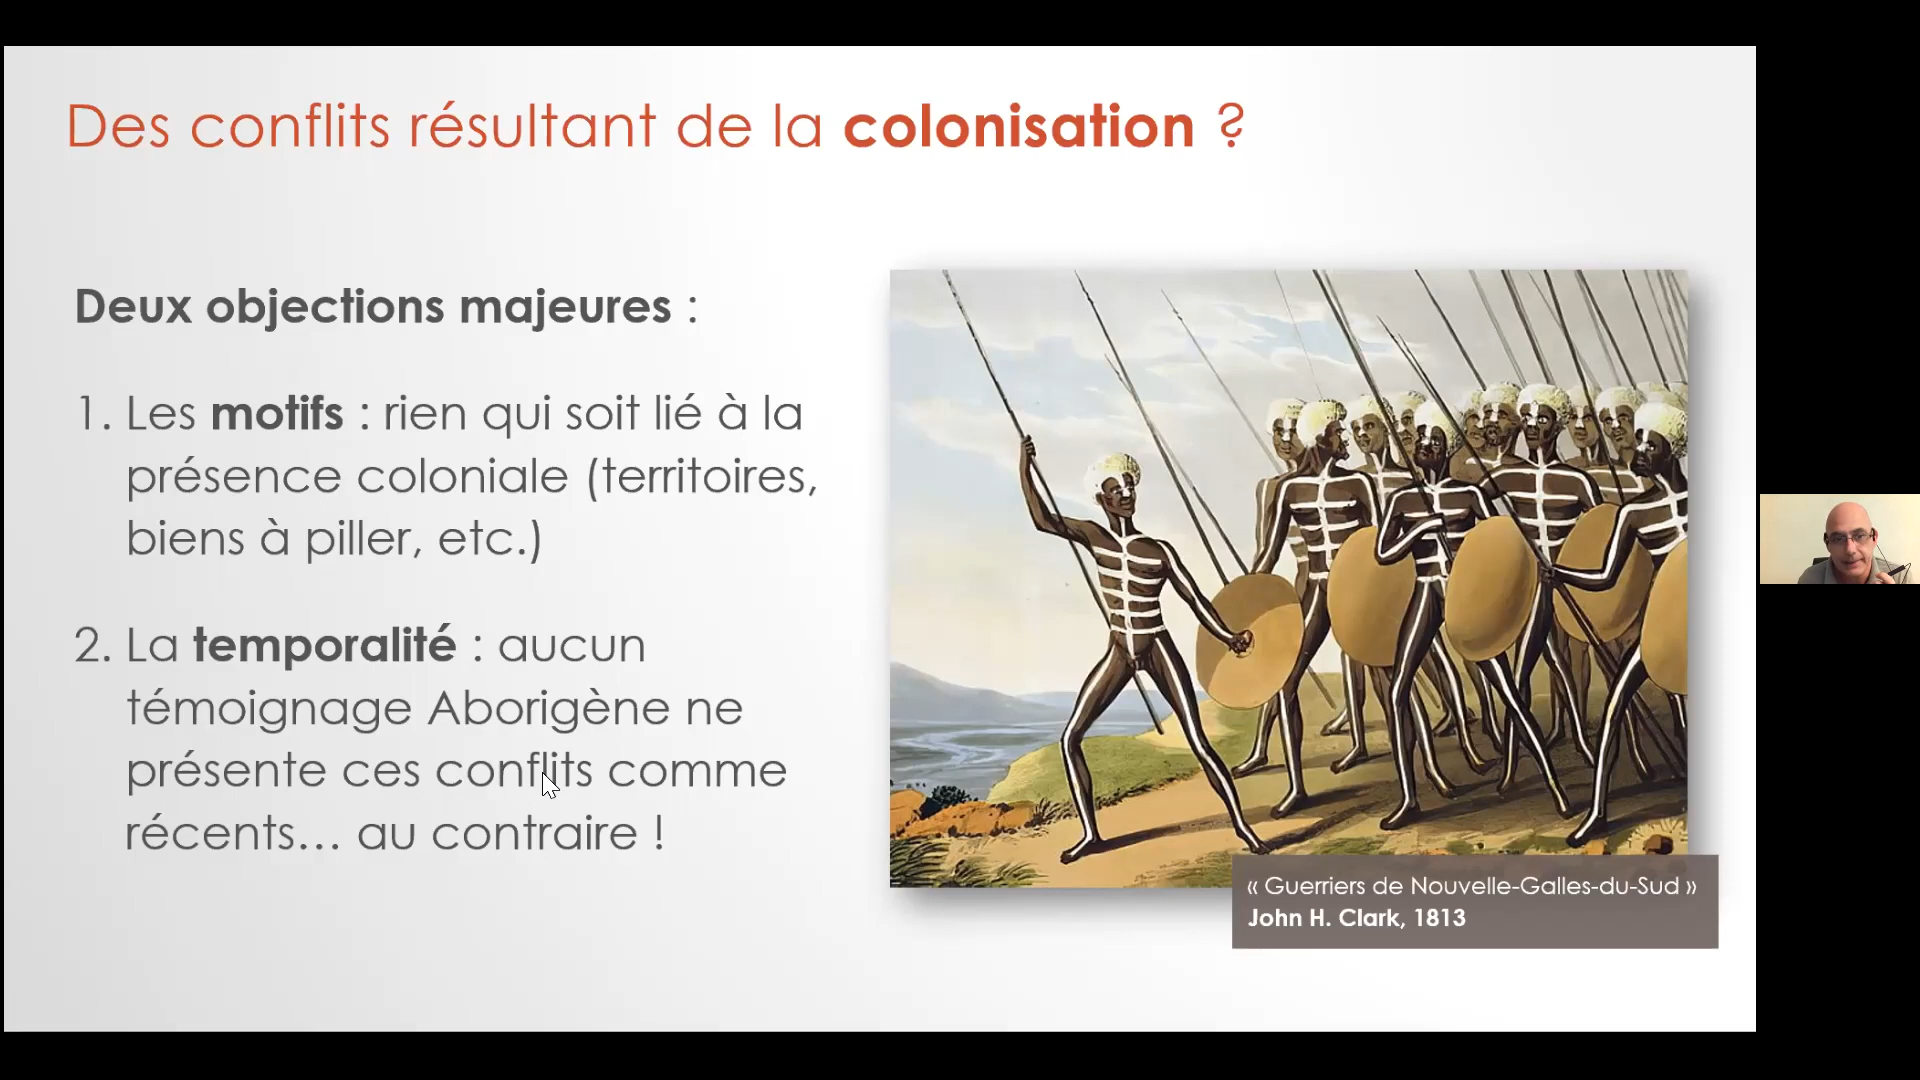 Des conflits résultant de la colonisation ?
Deux objections majeures :
1. Les motifs : rien qui soit lié à la
présence coloniale (territoires,
biens à piller, etc.)
2. La temporalité : aucun
témoignage Aborigène ne
présente ces conflits comme
récents… au contraire !
« Guerriers de Nouvelle-Galles-du-Sud »
John H. Clark, 1813